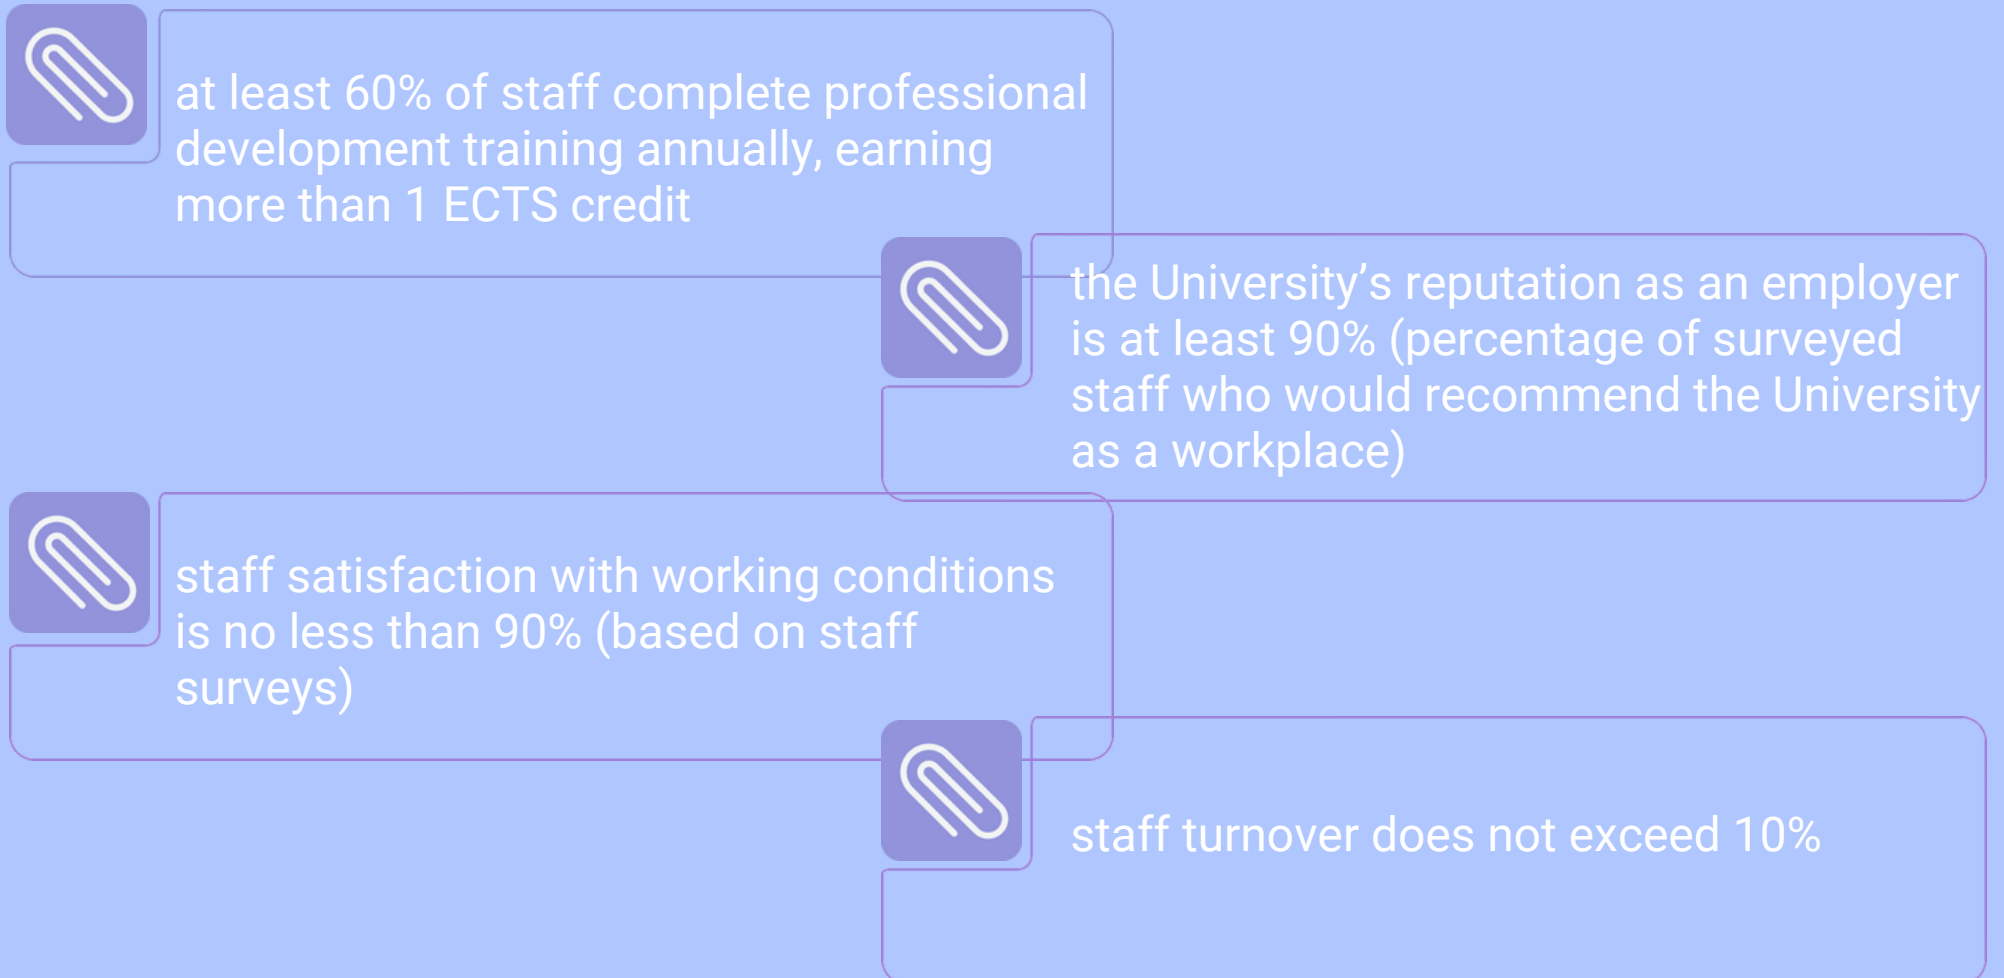 at least 60% of staff complete professional
development training annually, earning
more than 1 ECTS credit
the University’s reputation as an employer
is at least 90% (percentage of surveyed
staff who would recommend the University
as a workplace)
staff satisfaction with working conditions
is no less than 90% (based on staff
surveys)
staff turnover does not exceed 10%